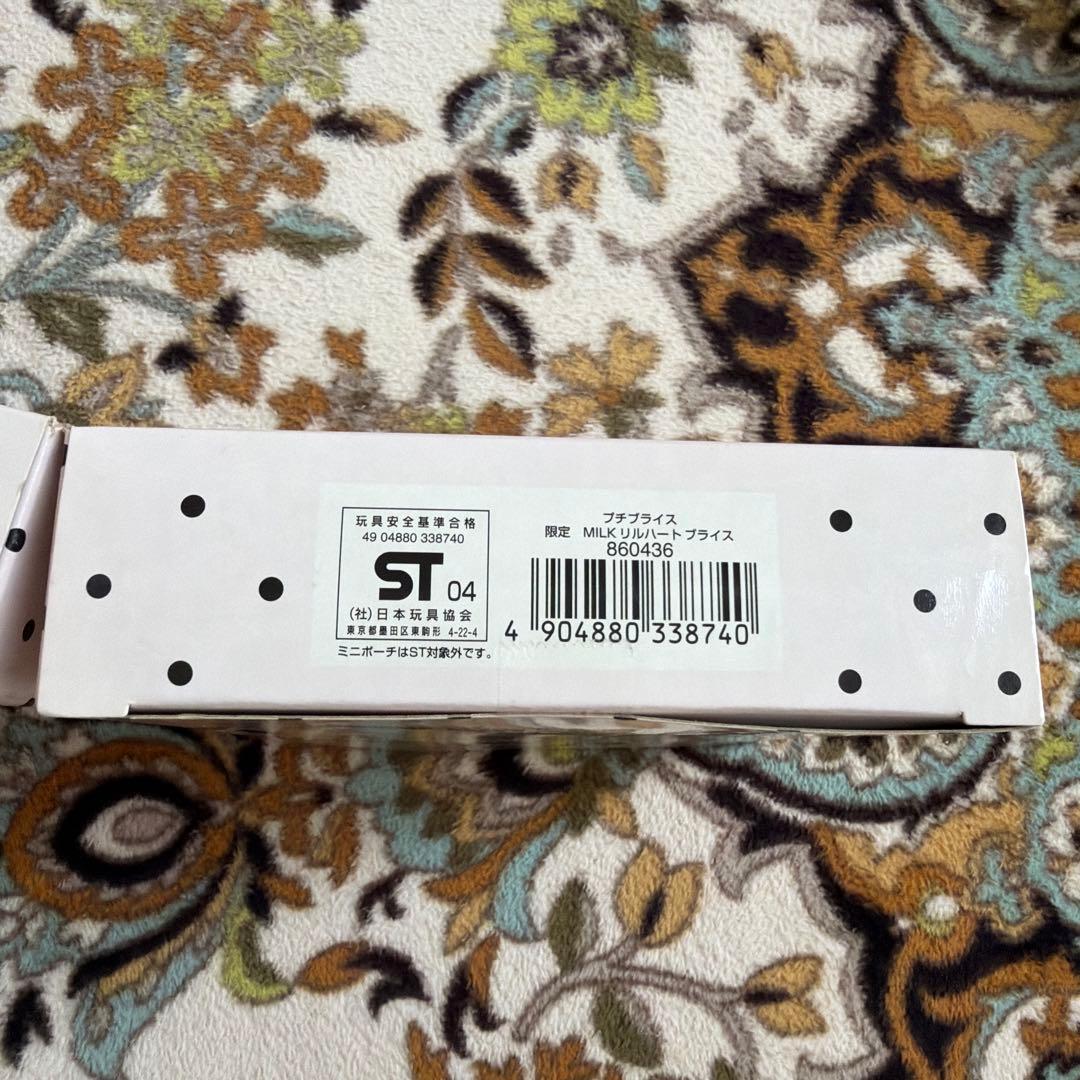 玩具安全基準合格
49 04880 338740
ST 04
(社)日本玩具協会
東京都墨田区東駒形 4-22-4
ミニポーチはST対象外です。
プチブライス
限定 MILK リルハート ブライス
860436
4 904880 338740